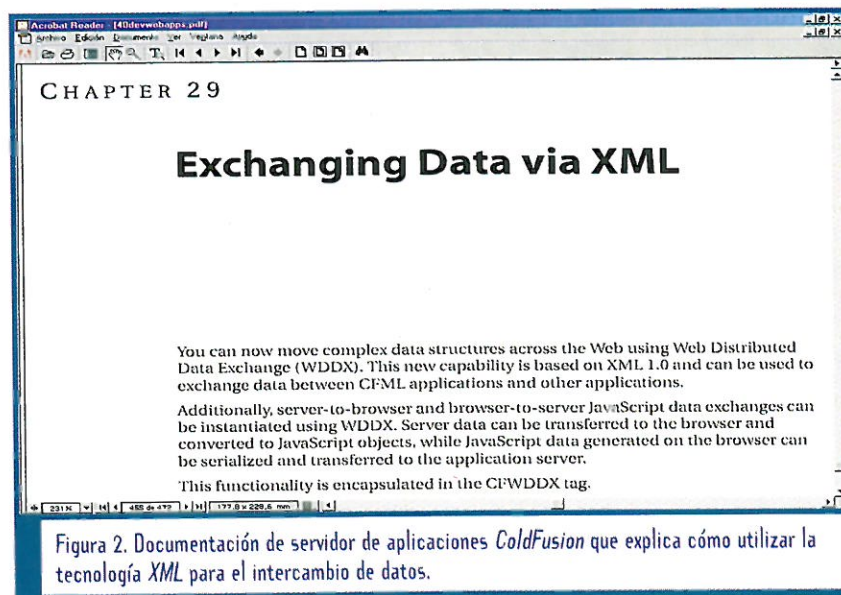 Acrobat Reader - [40devwebapps.pdf]
Archivo Edición Documento Ver Ventana Ayuda
CHAPTER 29
Exchanging Data via XML
You can now move complex data structures across the Web using Web Distributed
Data Exchange (WDDX). This new capability is based on XML 1.0 and can be used to
exchange data between CFML applications and other applications.
Additionally, server-to-browser and browser-to-server JavaScript data exchanges can
be instantiated using WDDX. Server data can be transferred to the browser and
converted to JavaScript objects, while JavaScript data generated on the browser can
be serialized and transferred to the application server.
This functionality is encapsulated in the CFWDDX tag.
231% 455 de 472 177,8 x 228,6 mm
Figura 2. Documentación de servidor de aplicaciones ColdFusion que explica cómo utilizar la
tecnología XML para el intercambio de datos.